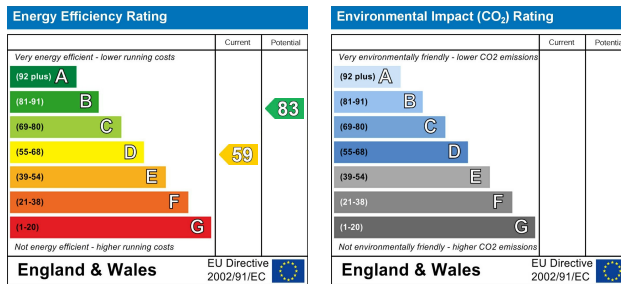 Energy Efficiency Rating
Current Potential
Very energy efficient - lower running costs
(92 plus) A
(81-91) B
83
(69-80) C
(55-68) D
59
(39-54) E
(21-38) F
(1-20) G
Not energy efficient - higher running costs
England & Wales
EU Directive
2002/91/EC
Environmental Impact (CO2) Rating
Current Potential
Very environmentally friendly - lower CO2 emissions
(92 plus) A
(81-91) B
(69-80) C
(55-68) D
(39-54) E
(21-38) F
(1-20) G
Not environmentally friendly - higher CO2 emissions
England & Wales
EU Directive
2002/91/EC